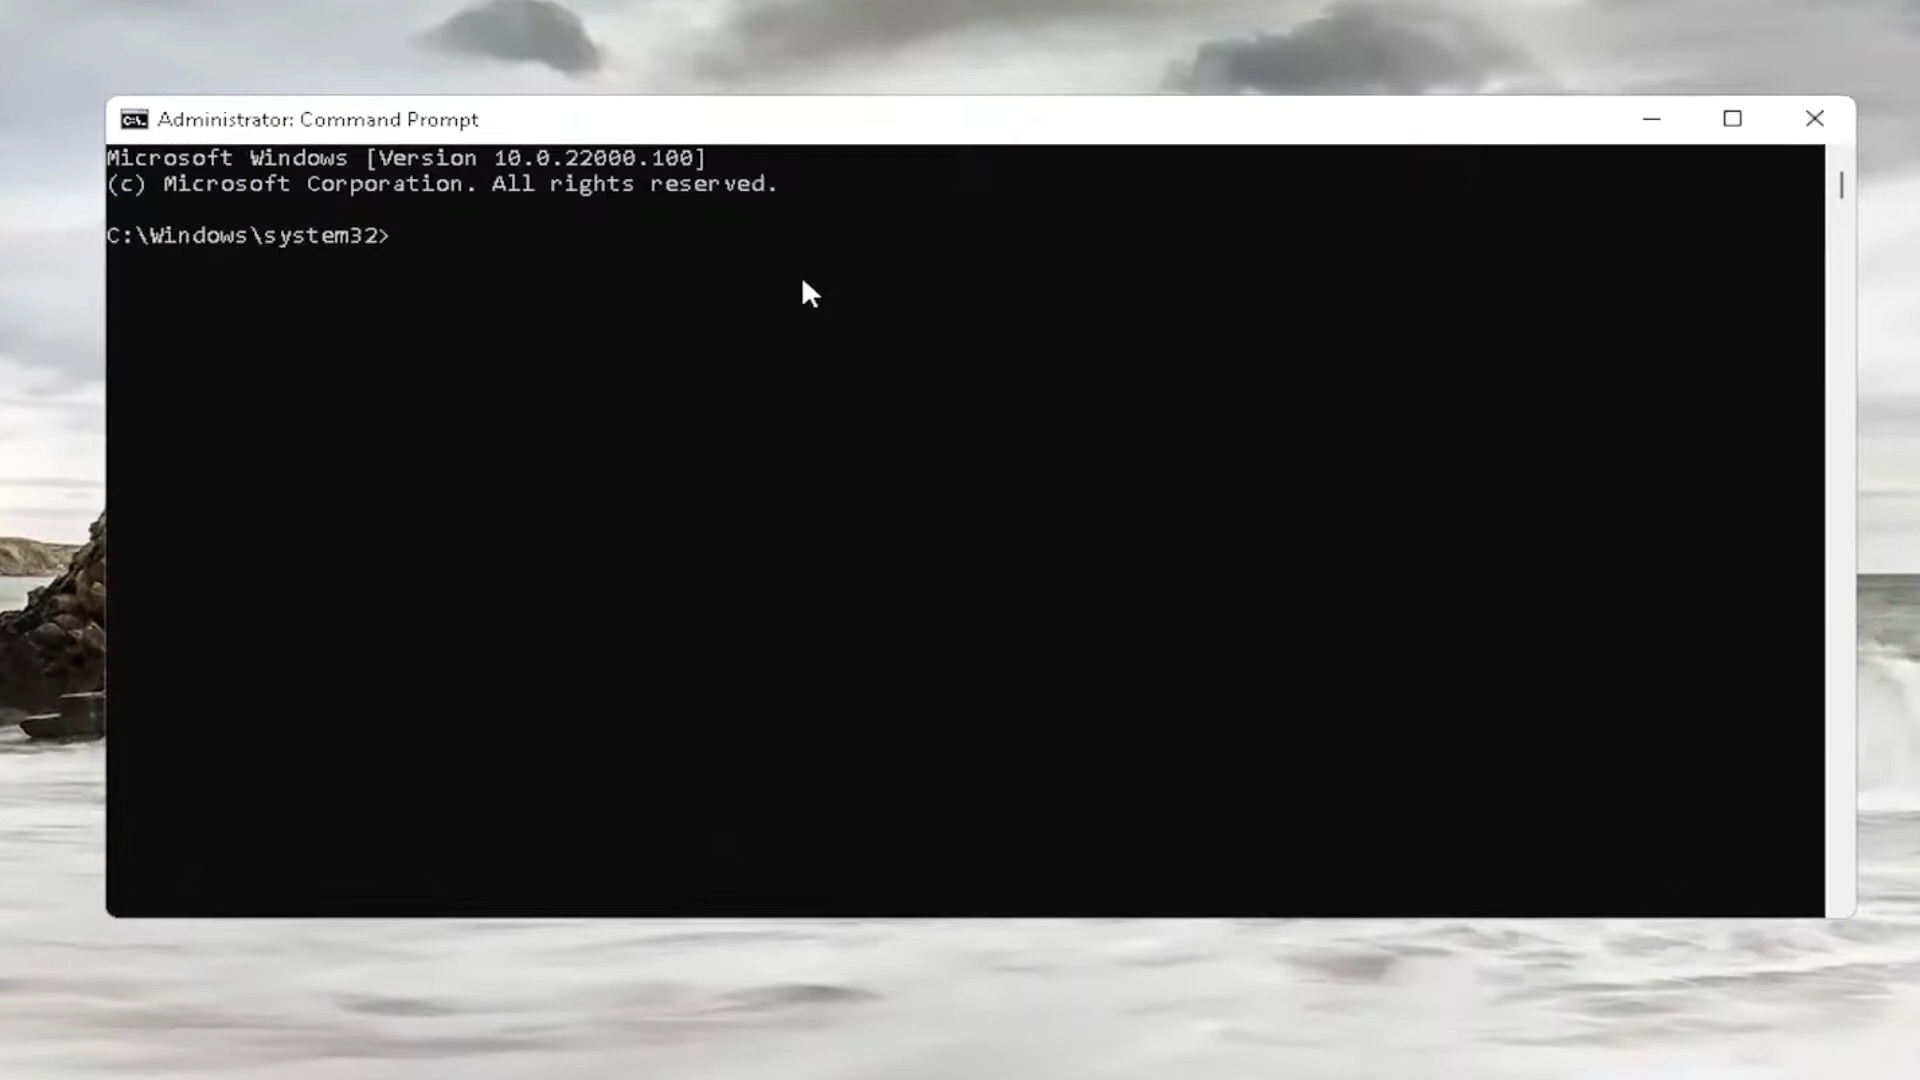 Administrator: Command Prompt
Microsoft Windows [Version 10.0.22000.100]
(c) Microsoft Corporation. All rights reserved.
C:\Windows\system32>